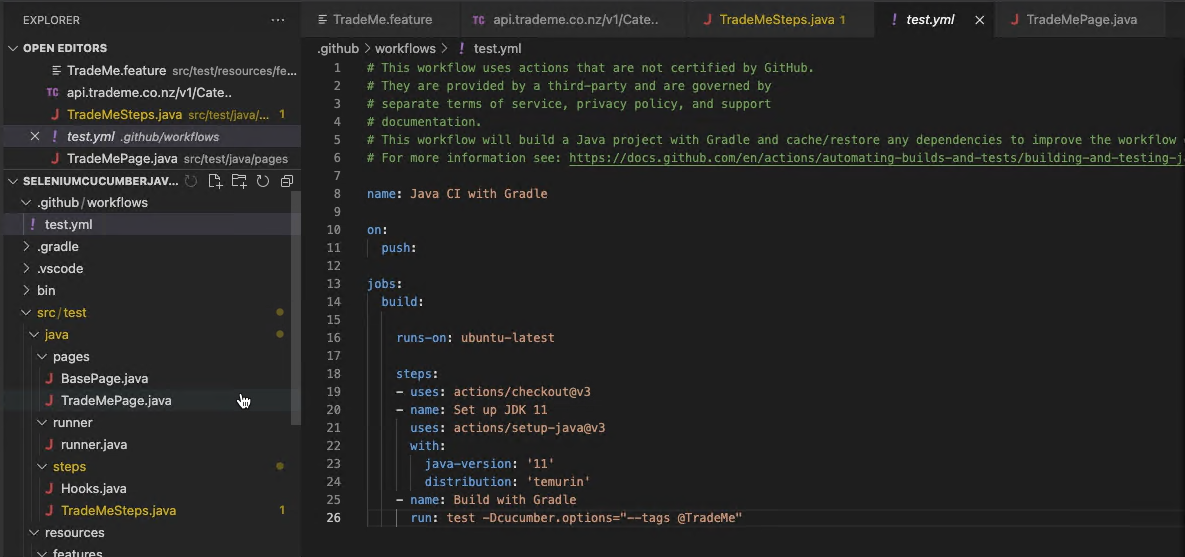 EXPLORER
OPEN EDITORS
TradeMe.feature src/test/resources/fe...
TC api.trademe.co.nz/v1/Cate..
J TradeMeSteps.java src/test/java/... 1
! test.yml .github/workflows
J TradeMePage.java src/test/java/pages
SELENIUMCUCUMBERJAV...
.github/workflows
! test.yml
.gradle
.vscode
bin
src/test
java
pages
J BasePage.java
J TradeMePage.java
runner
J runner.java
steps
J Hooks.java
J TradeMeSteps.java 1
resources
features
TradeMe.feature
TC api.trademe.co.nz/v1/Cate..
J TradeMeSteps.java 1
! test.yml
J TradeMePage.java
.github > workflows > ! test.yml
1 # This workflow uses actions that are not certified by GitHub.
2 # They are provided by a third-party and are governed by
3 # separate terms of service, privacy policy, and support
4 # documentation.
5 # This workflow will build a Java project with Gradle and cache/restore any dependencies to improve the workflow
6 # For more information see: https://docs.github.com/en/actions/automating-builds-and-tests/building-and-testing-j
7
8 name: Java CI with Gradle
9
10 on:
11 push:
12
13 jobs:
14 build:
15
16 runs-on: ubuntu-latest
17
18 steps:
19 - uses: actions/checkout@v3
20 - name: Set up JDK 11
21 uses: actions/setup-java@v3
22 with:
23 java-version: '11'
24 distribution: 'temurin'
25 - name: Build with Gradle
26 run: test -Dcucumber.options="--tags @TradeMe"